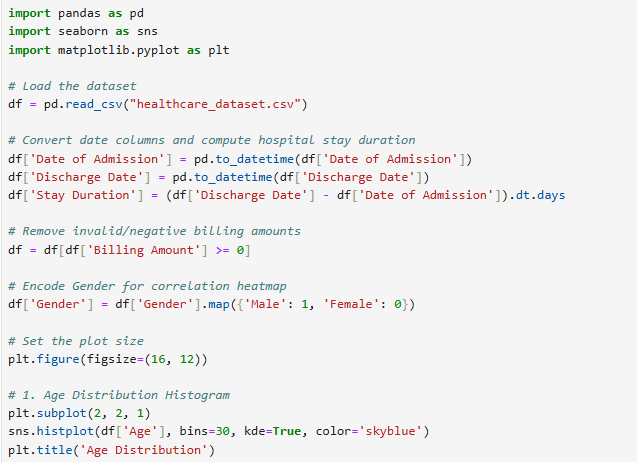 import pandas as pd
import seaborn as sns
import matplotlib.pyplot as plt

# Load the dataset
df = pd.read_csv("healthcare_dataset.csv")

# Convert date columns and compute hospital stay duration
df['Date of Admission'] = pd.to_datetime(df['Date of Admission'])
df['Discharge Date'] = pd.to_datetime(df['Discharge Date'])
df['Stay Duration'] = (df['Discharge Date'] - df['Date of Admission']).dt.days

# Remove invalid/negative billing amounts
df = df[df['Billing Amount'] >= 0]

# Encode Gender for correlation heatmap
df['Gender'] = df['Gender'].map({'Male': 1, 'Female': 0})

# Set the plot size
plt.figure(figsize=(16, 12))

# 1. Age Distribution Histogram
plt.subplot(2, 2, 1)
sns.histplot(df['Age'], bins=30, kde=True, color='skyblue')
plt.title('Age Distribution')